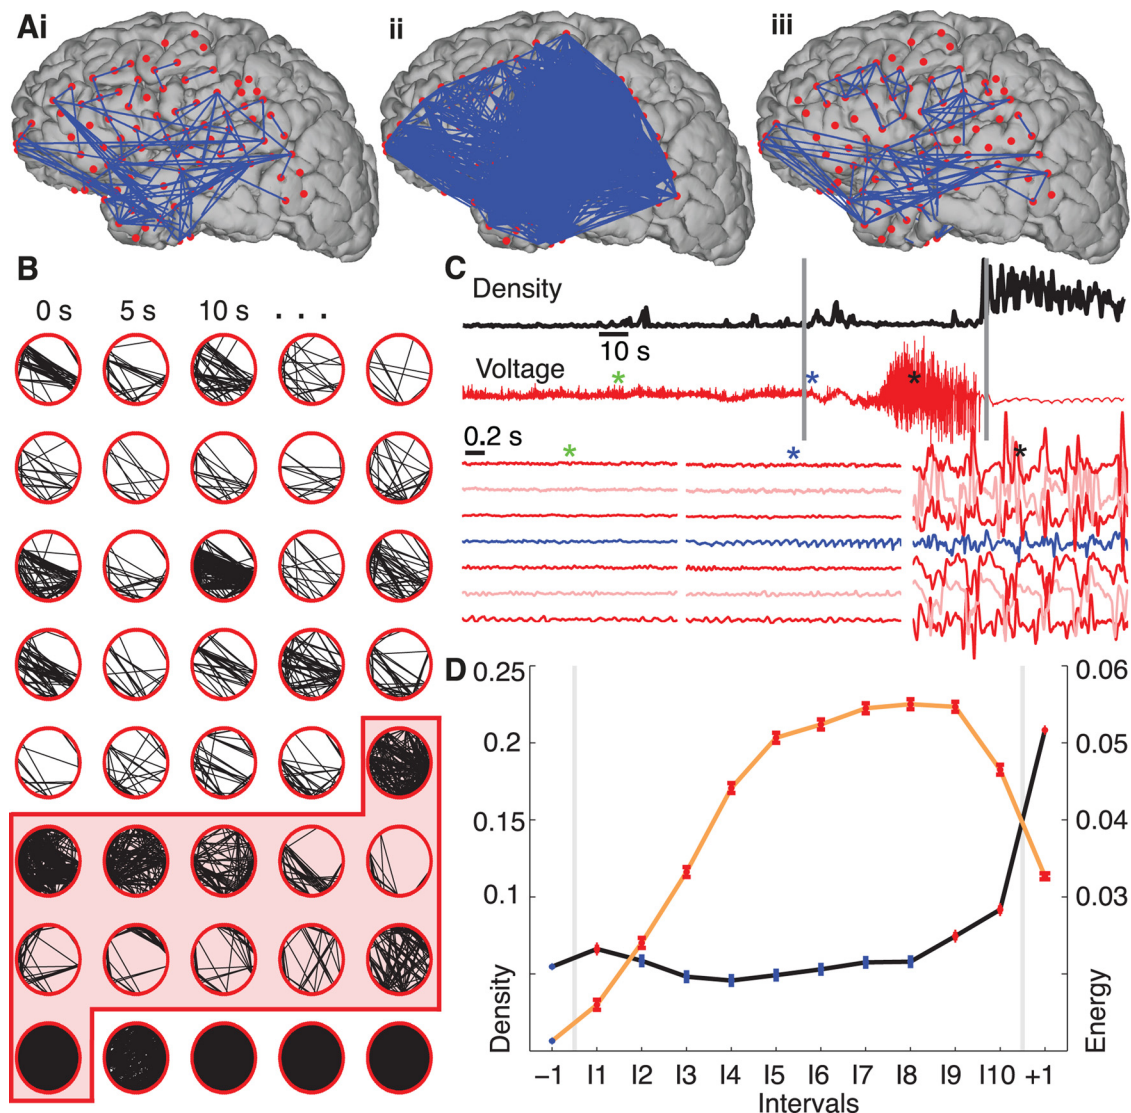 Ai
ii
iii
B
0 s 5 s 10 s . . .
C
Density
10 s
Voltage
*
*
*
0.2 s
*
*
*
D
0.25
0.2
0.15
0.1
Density
0.06
0.05
0.04
0.03
Energy
−1 I1 I2 I3 I4 I5 I6 I7 I8 I9 I10 +1
Intervals